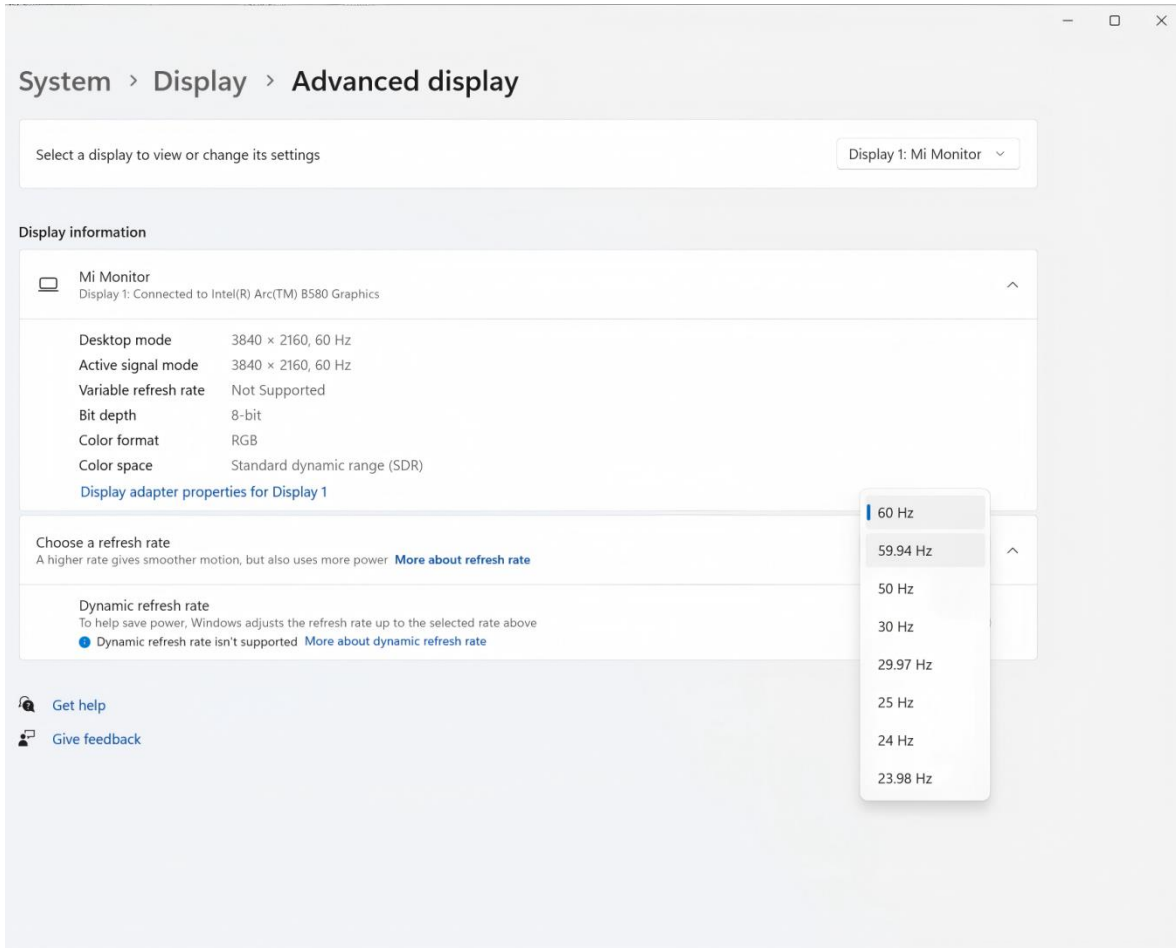 System > Display > Advanced display
Select a display to view or change its settings
Display 1: Mi Monitor
Display information
Mi Monitor
Display 1: Connected to Intel(R) Arc(TM) B580 Graphics
Desktop mode 3840 × 2160, 60 Hz
Active signal mode 3840 × 2160, 60 Hz
Variable refresh rate Not Supported
Bit depth 8-bit
Color format RGB
Color space Standard dynamic range (SDR)
Display adapter properties for Display 1
Choose a refresh rate
A higher rate gives smoother motion, but also uses more power More about refresh rate
Dynamic refresh rate
To help save power, Windows adjusts the refresh rate up to the selected rate above
Dynamic refresh rate isn't supported More about dynamic refresh rate
60 Hz
59.94 Hz
50 Hz
30 Hz
29.97 Hz
25 Hz
24 Hz
23.98 Hz
Get help
Give feedback